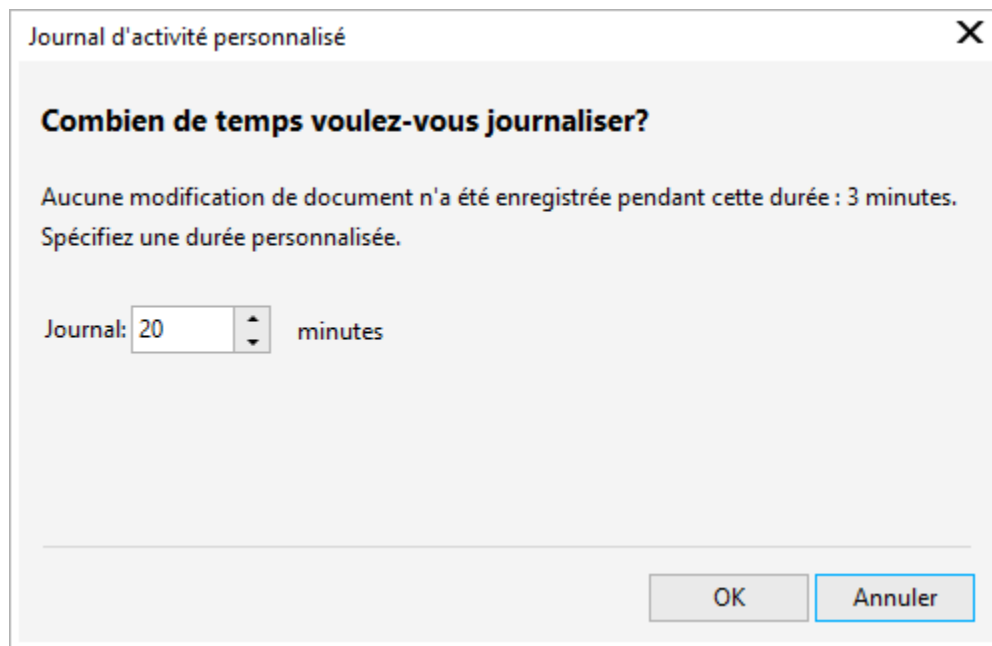 Journal d'activité personnalisé
Combien de temps voulez-vous journaliser?
Aucune modification de document n'a été enregistrée pendant cette durée : 3 minutes.
Spécifiez une durée personnalisée.
Journal: 20 minutes
OK Annuler